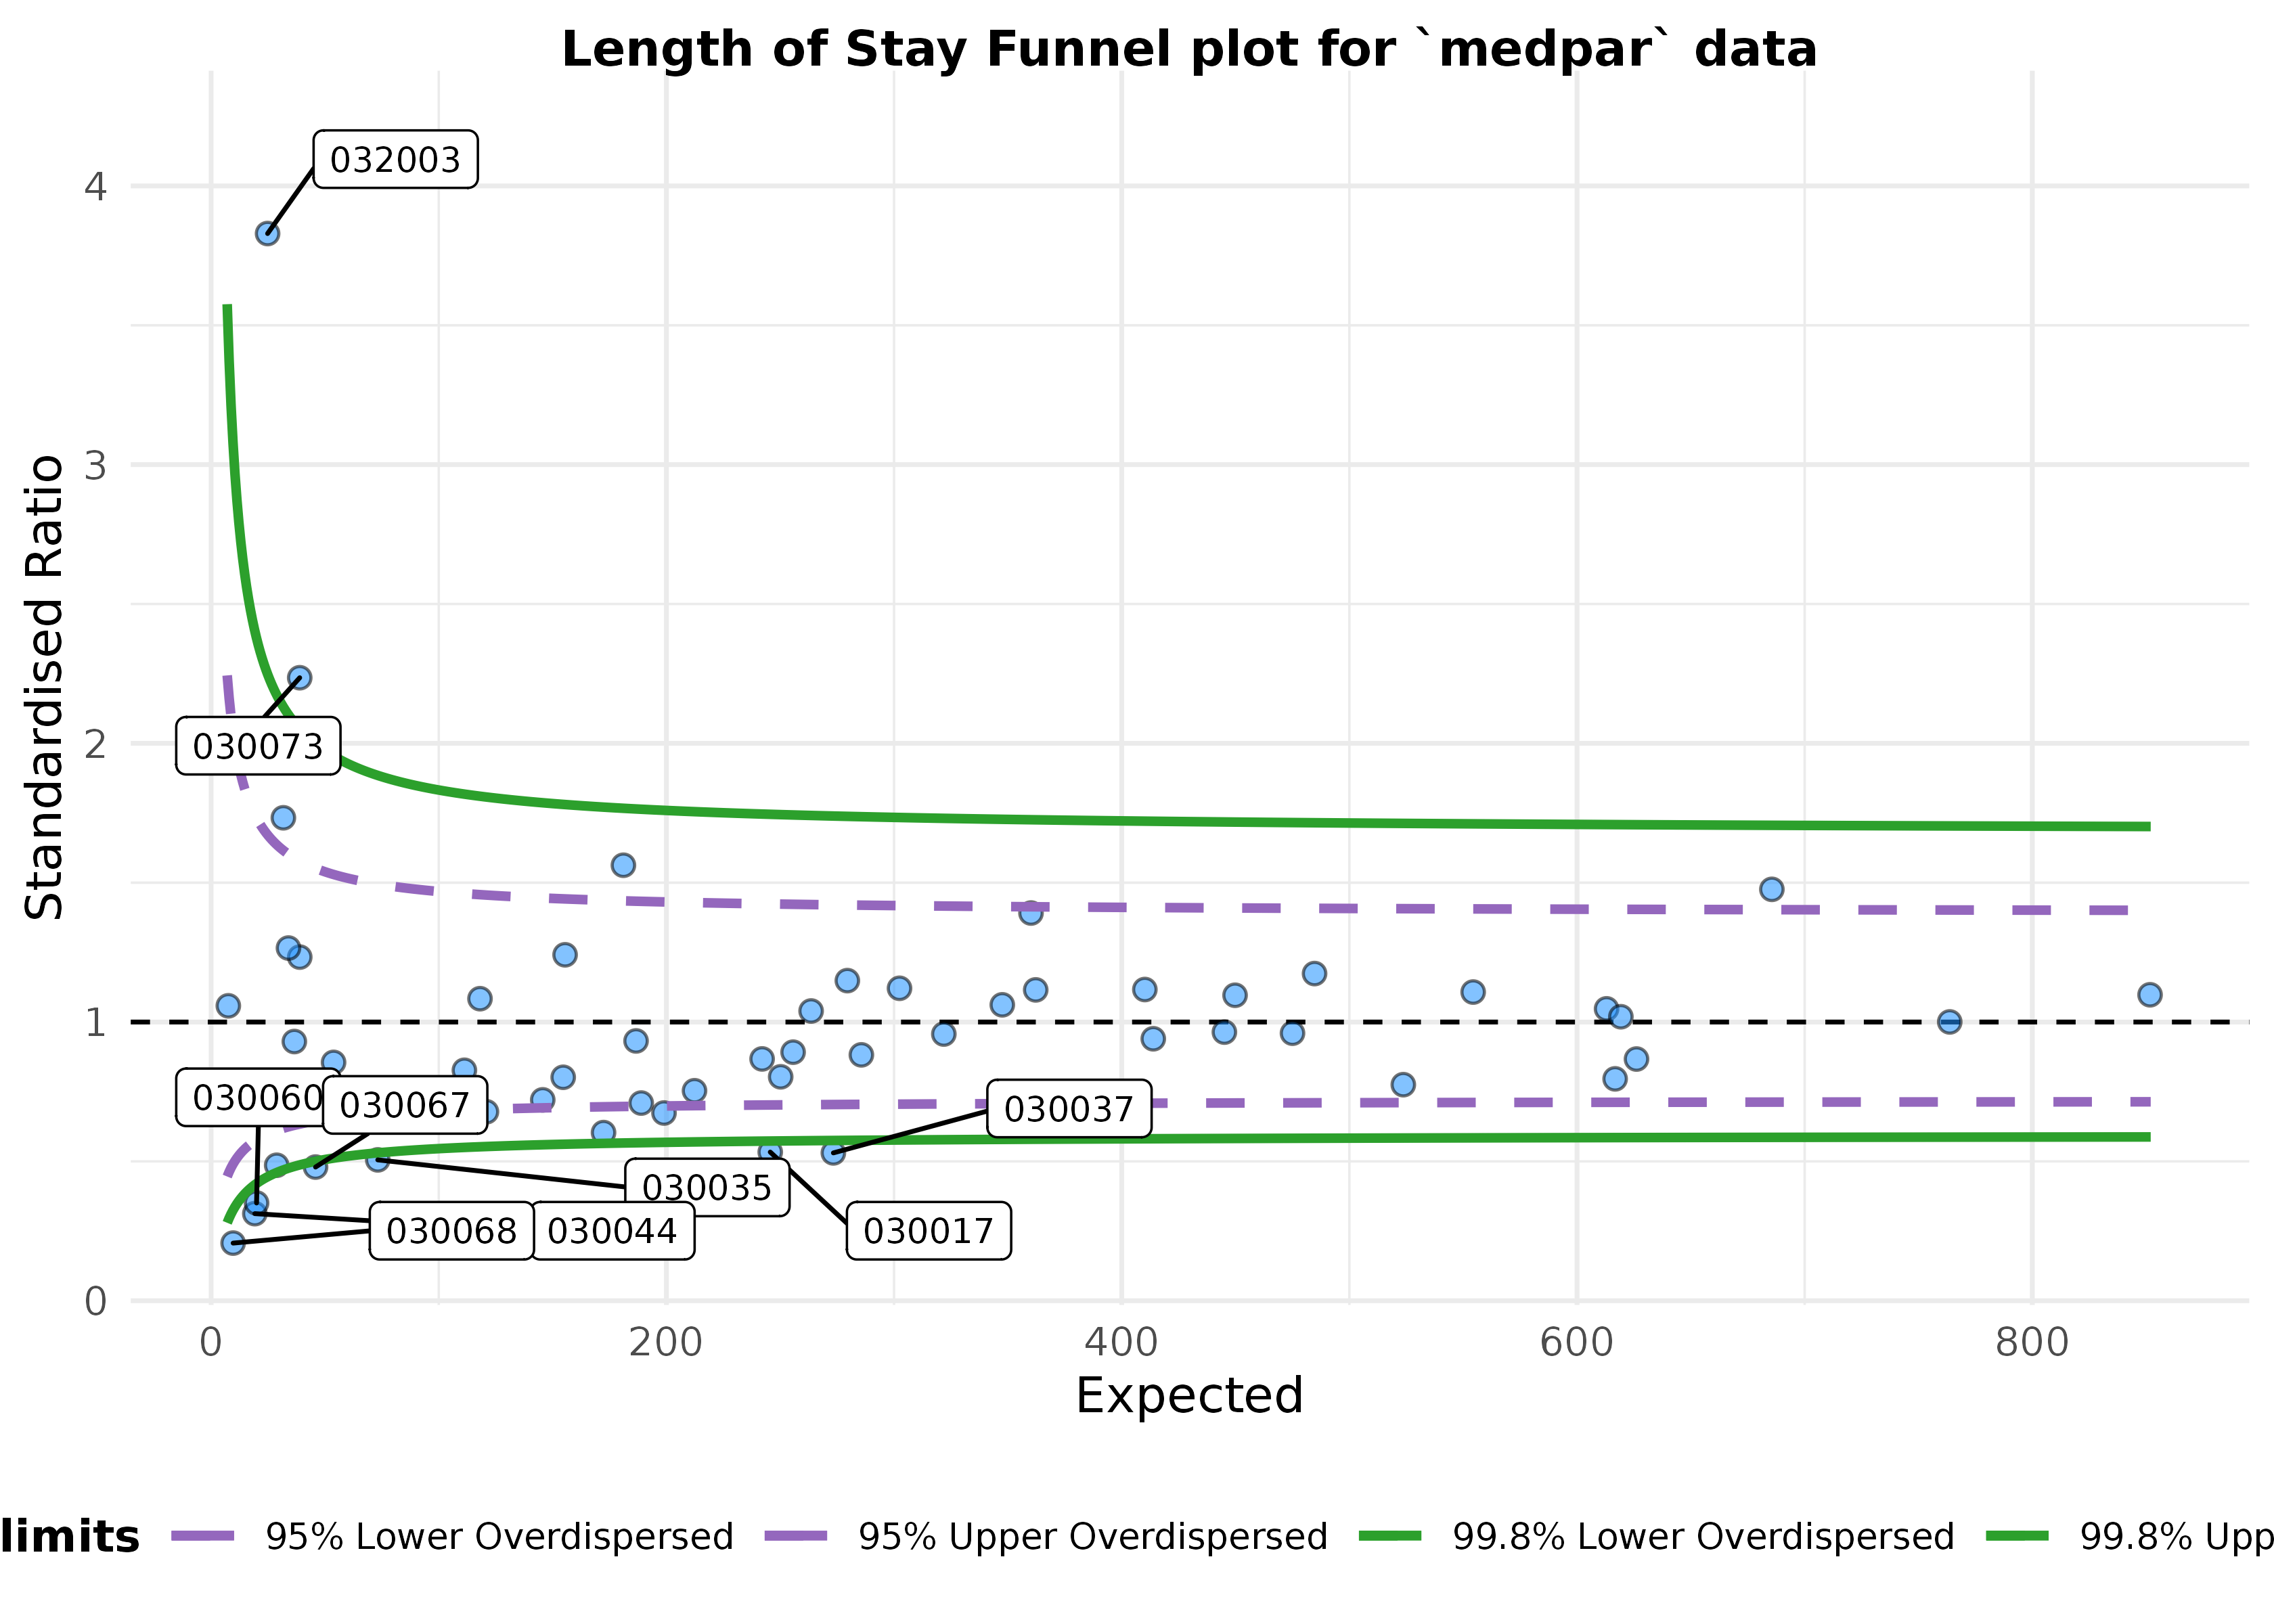 Length of Stay Funnel plot for `medpar` data
Standardised Ratio
4
3
2
1
0
032003
030073
030060
030067
030037
030035
030068
030044
030017
0
200
400
600
800
Expected
limits
95% Lower Overdispersed
95% Upper Overdispersed
99.8% Lower Overdispersed
99.8% Upp